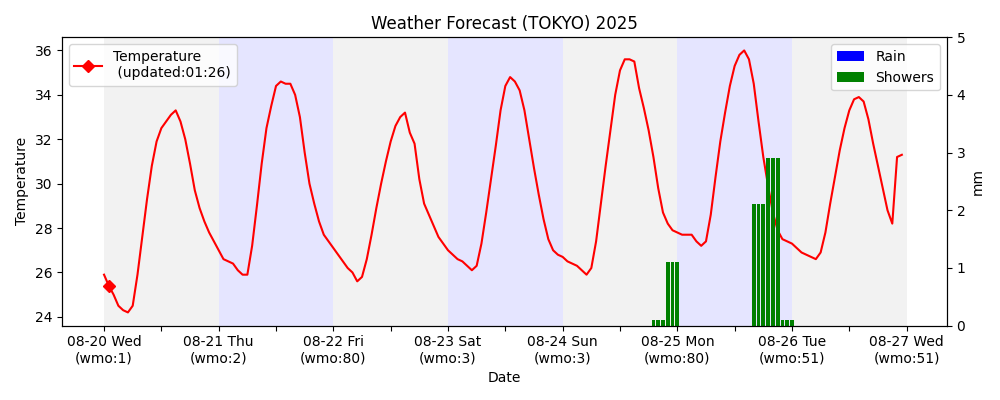 Weather Forecast (TOKYO) 2025
Temperature
(updated:01:26)
Rain
Showers
36
34
32
30
28
26
24
Temperature
5
4
3
2
1
0
mm
08-20 Wed
(wmo:1)
08-21 Thu
(wmo:2)
08-22 Fri
(wmo:80)
08-23 Sat
(wmo:3)
08-24 Sun
(wmo:3)
08-25 Mon
(wmo:80)
08-26 Tue
(wmo:51)
08-27 Wed
(wmo:51)
Date